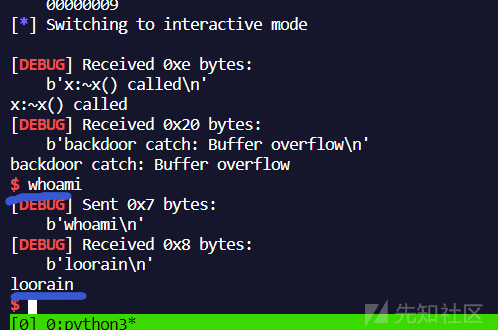 00000009
[*] Switching to interactive mode
[DEBUG] Received 0xe bytes:
b'x:~x() called\n'
x:~x() called
[DEBUG] Received 0x20 bytes:
b'backdoor catch: Buffer overflow\n'
backdoor catch: Buffer overflow
$ whoami
[DEBUG] Sent 0x7 bytes:
b'whoami\n'
[DEBUG] Received 0x8 bytes:
b'loorain\n'
loorain
$
[0] 0:python3*
先知社区